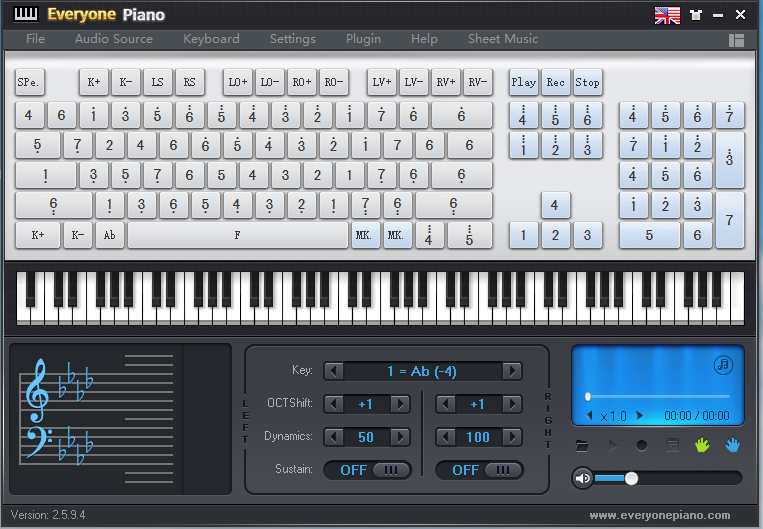 Everyone Piano
File Audio Source Keyboard Settings Plugin Help Sheet Music
SPe. K+ K- LS RS LO+ LO- RO+ RO- LV+ LV- RV+ RV- Play Rec Stop
4 6 1 3 5 6 5 4 3 2 1 7 6 6 4 5 6 4 5 6 7
5 7 2 4 6 5 4 3 2 1 7 6 5 6 1 2 3 7 1 2 3
1 3 5 7 6 5 4 3 2 1 7 6 6 4 5 6
6 1 3 5 4 3 2 1 7 6 6 4 1 2 3 7
K+ K- Ab F MK. MK. 4 5 1 2 3 5 6
Key: 1 = Ab (-4)
LEFT
OCTShift: +1 +1
Dynamics: 50 100
Sustain: OFF OFF
RIGHT
x 1.0 00:00 / 00:00
Version: 2.5.9.4 www.everyonepiano.com